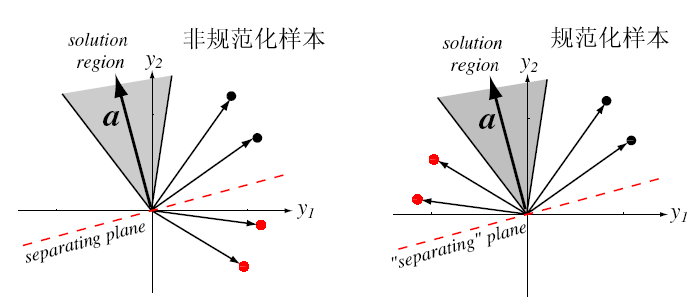 非规范化样本
solution
region
y2
a
y1
separating plane
规范化样本
solution
region
y2
a
y1
"separating" plane